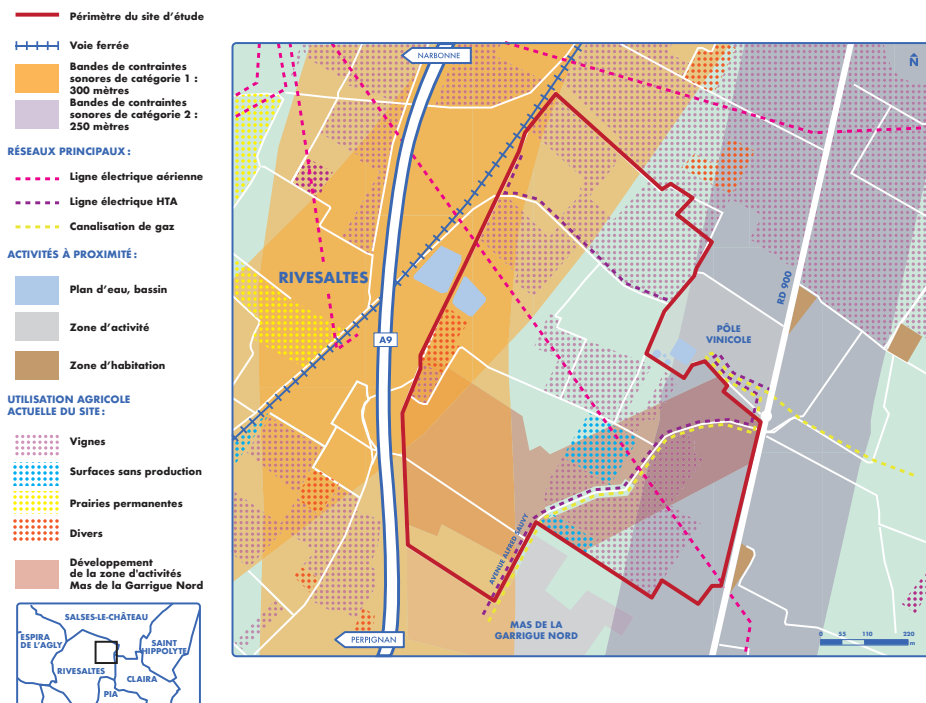 Périmètre du site d'étude
Voie ferrée
Bandes de contraintes
sonores de catégorie 1 :
300 mètres
Bandes de contraintes
sonores de catégorie 2 :
250 mètres
RÉSEAUX PRINCIPAUX :
Ligne électrique aérienne
Ligne électrique HTA
Canalisation de gaz
ACTIVITÉS À PROXIMITÉ :
Plan d'eau, bassin
Zone d'activité
Zone d'habitation
UTILISATION AGRICOLE
ACTUELLE DU SITE :
Vignes
Surfaces sans production
Prairies permanentes
Divers
Développement
de la zone d'activités
Mas de la Garrigue Nord
SALSES-LE-CHÂTEAU
ESPIRA
DE L'AGLY
SAINT
HIPPOLYTE
RIVESALTES
CLAIRA
PIA
NARBONNE
N
RIVESALTES
A9
RD 900
PÔLE
VINICOLE
AVENUE ALFRED SAUVY
MAS DE LA
GARRIGUE NORD
PERPIGNAN
0 55 110 220
m